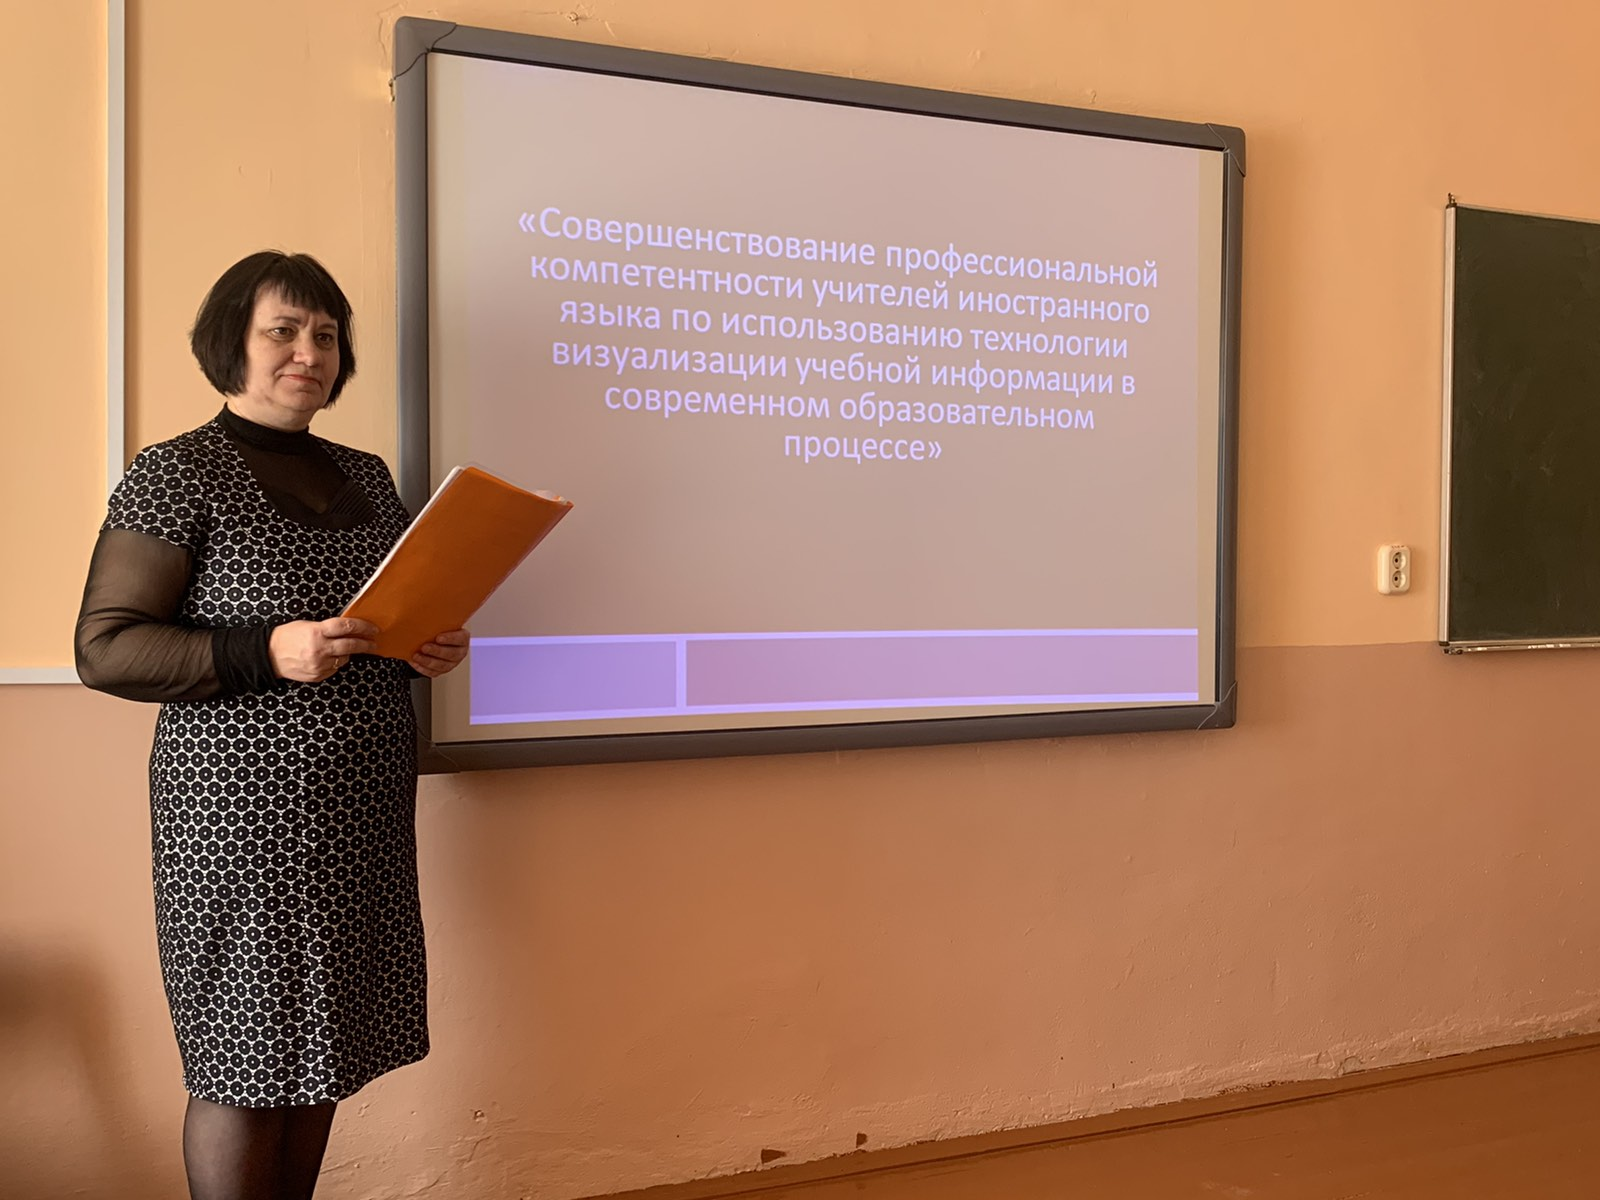 «Совершенствование профессиональной
компетентности учителей иностранного
языка по использованию технологии
визуализации учебной информации в
современном образовательном
процессе»